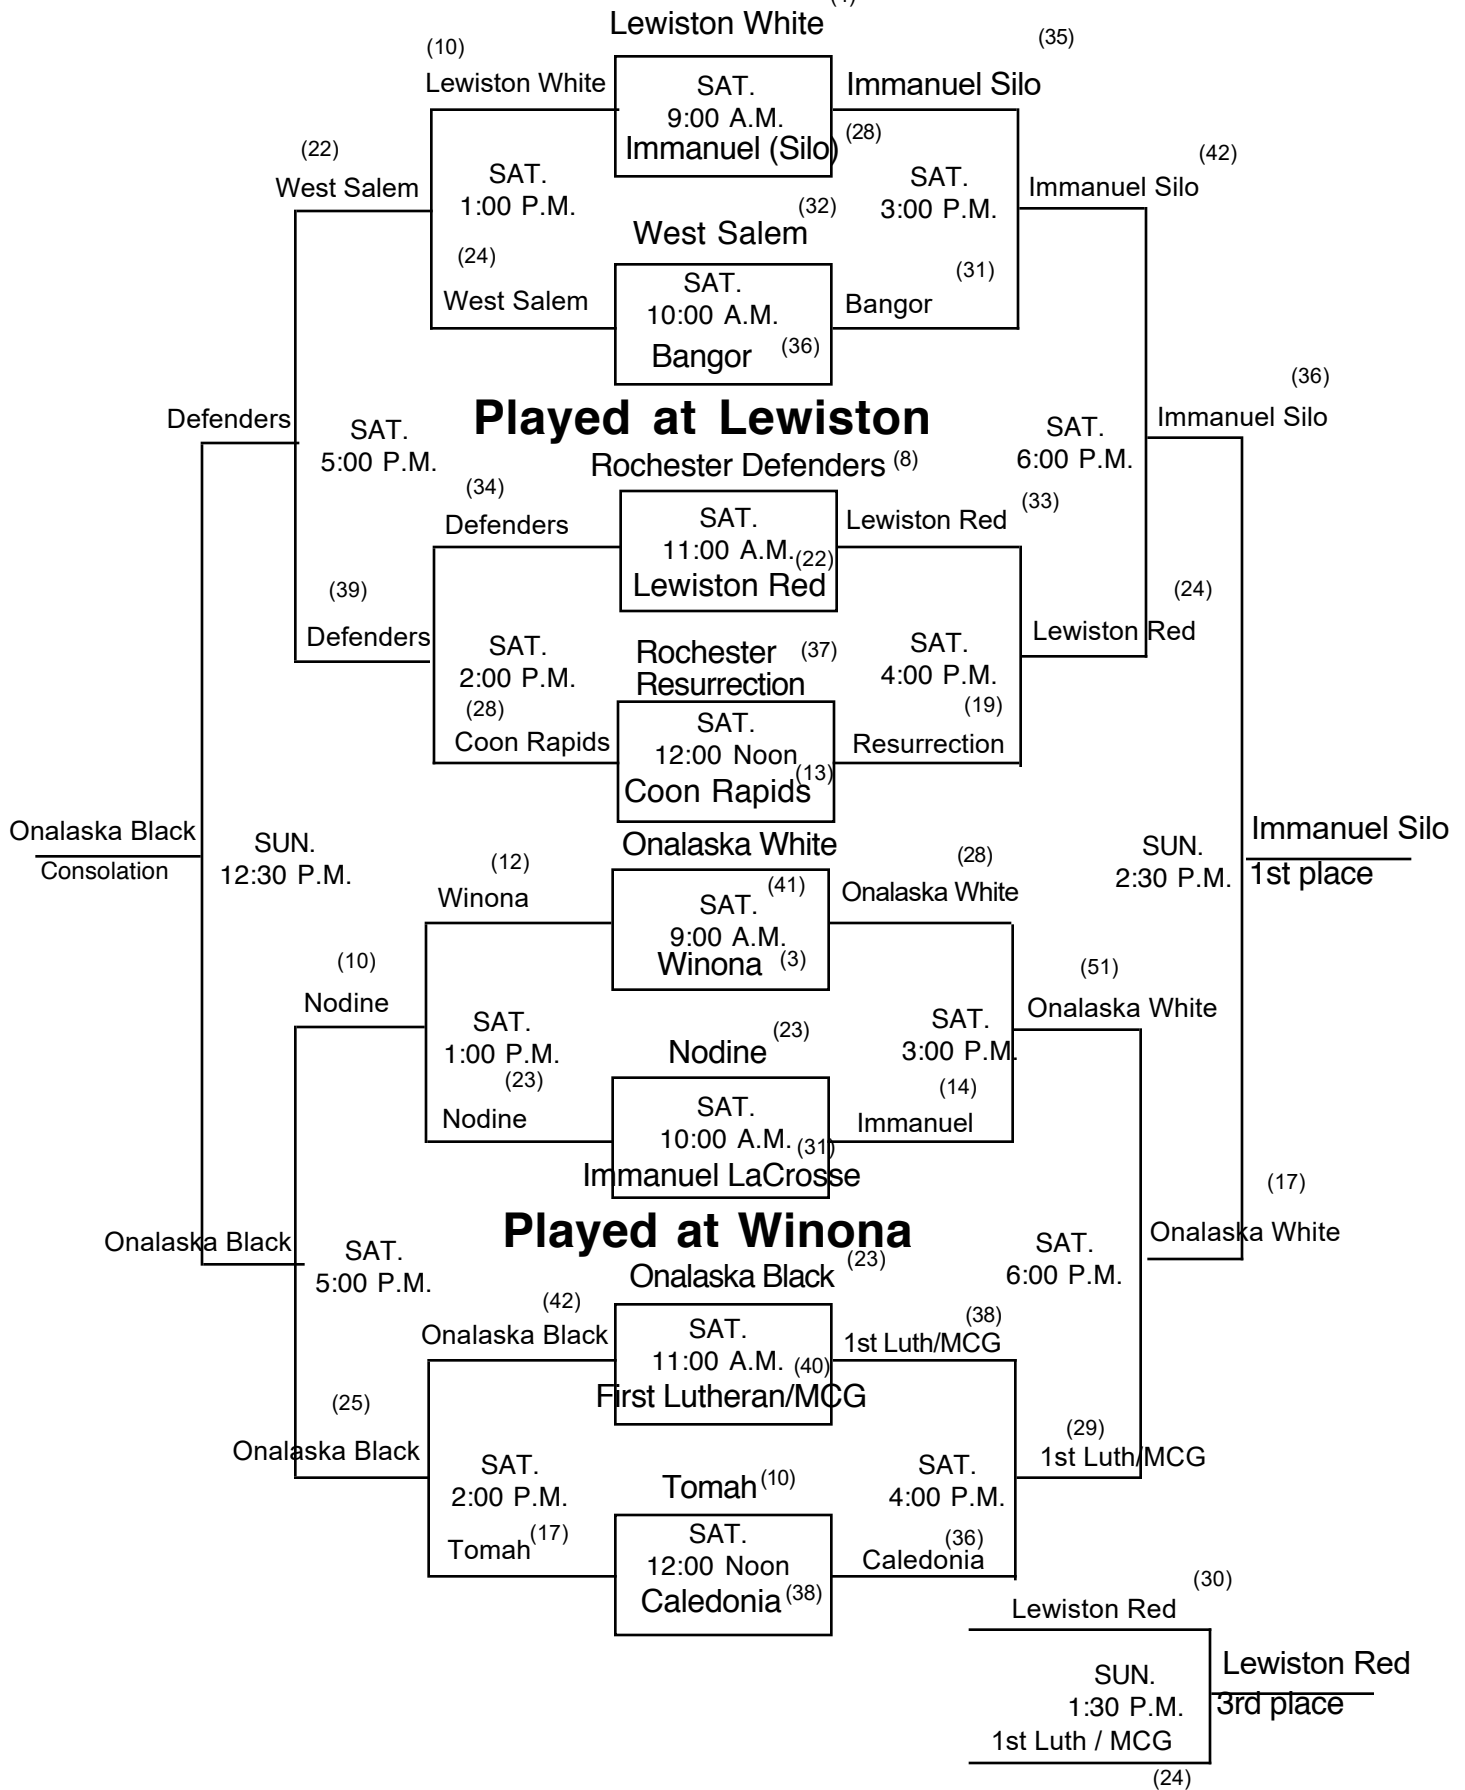 Lewiston White
(10)
Lewiston White
SAT.
9:00 A.M.
Immanuel (Silo)
(28)
Immanuel Silo
(35)
(22)
West Salem
SAT.
1:00 P.M.
(32)
West Salem
SAT.
3:00 P.M.
(42)
Immanuel Silo
(24)
West Salem
SAT.
10:00 A.M.
Bangor (36)
Bangor
(31)
Played at Lewiston
Defenders
SAT.
5:00 P.M.
SAT.
6:00 P.M.
(36)
Immanuel Silo
Rochester Defenders (8)
(34)
Defenders
SAT.
11:00 A.M.
(22)
Lewiston Red
Lewiston Red
(33)
(39)
Defenders
SAT.
2:00 P.M.
Rochester (37)
Resurrection
SAT.
4:00 P.M.
(24)
Lewiston Red
(28)
Coon Rapids
SAT.
12:00 Noon
(13)
Coon Rapids
(19)
Resurrection
Onalaska Black
Consolation
SUN.
12:30 P.M.
SUN.
2:30 P.M.
Immanuel Silo
1st place
Onalaska White
(12)
Winona
(41)
SAT.
9:00 A.M.
Winona (3)
(28)
Onalaska White
(10)
Nodine
SAT.
1:00 P.M.
(23)
Nodine
SAT.
3:00 P.M.
(51)
Onalaska White
(23)
Nodine
SAT.
10:00 A.M.
(31)
Immanuel LaCrosse
(14)
Immanuel
Played at Winona
Onalaska Black
SAT.
5:00 P.M.
SAT.
6:00 P.M.
(17)
Onalaska White
Onalaska Black (23)
(42)
Onalaska Black
SAT.
11:00 A.M. (40)
First Lutheran/MCG
(38)
1st Luth/MCG
(25)
Onalaska Black
SAT.
2:00 P.M.
Tomah (10)
SAT.
4:00 P.M.
(29)
1st Luth/MCG
Tomah (17)
SAT.
12:00 Noon
Caledonia (38)
(36)
Caledonia
(30)
Lewiston Red
SUN.
1:30 P.M.
Lewiston Red
3rd place
1st Luth / MCG
(24)